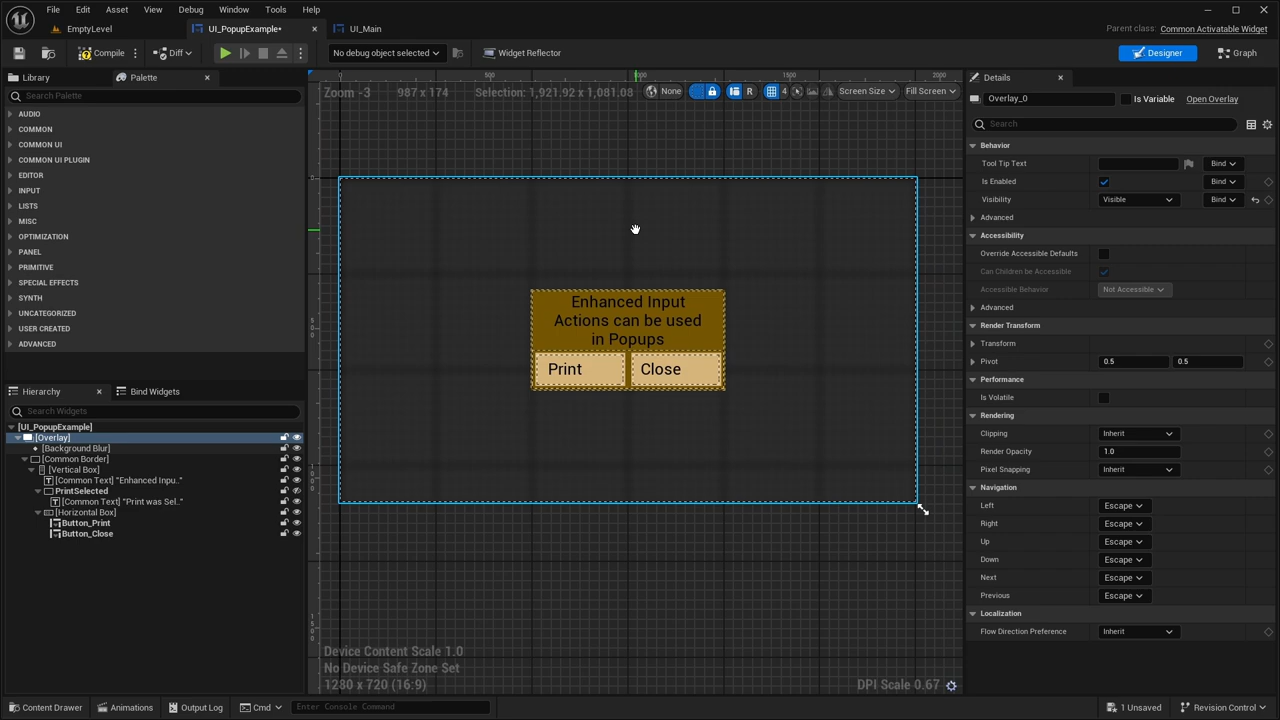 File Edit Asset View Debug Window Tools Help
EmptyLevel UI_PopupExample* UI_Main
Parent class: Common Activatable Widget
Compile Diff No debug object selected Widget Reflector Designer Graph
Library Palette
Search Palette
AUDIO
COMMON
COMMON UI
COMMON UI PLUGIN
EDITOR
INPUT
LISTS
MISC
OPTIMIZATION
PANEL
PRIMITIVE
SPECIAL EFFECTS
SYNTH
UNCATEGORIZED
USER CREATED
ADVANCED
Hierarchy Bind Widgets
Search Widgets
[UI_PopupExample]
[Overlay]
[Background Blur]
[Common Border]
[Vertical Box]
[Common Text] "Enhanced Inpu.."
PrintSelected
[Common Text] "Print was Sel.."
[Horizontal Box]
Button_Print
Button_Close
0 500 1000 1500 2000
Zoom -3 987 x 174 Selection: 1,921.92 x 1,081.08 None R 4 Screen Size Fill Screen
0
500
1000
1500
Enhanced Input
Actions can be used
in Popups
Print Close
Device Content Scale 1.0
No Device Safe Zone Set
1280 x 720 (16:9)
DPI Scale 0.67
Details
Overlay_0 Is Variable Open Overlay
Search
Behavior
Tool Tip Text Bind
Is Enabled Bind
Visibility Visible Bind
Advanced
Accessibility
Override Accessible Defaults
Can Children be Accessible
Accessible Behavior Not Accessible
Advanced
Render Transform
Transform
Pivot 0.5 0.5
Performance
Is Volatile
Rendering
Clipping Inherit
Render Opacity 1.0
Pixel Snapping Inherit
Navigation
Left Escape
Right Escape
Up Escape
Down Escape
Next Escape
Previous Escape
Localization
Flow Direction Preference Inherit
Content Drawer Animations Output Log Cmd Enter Console Command 1 Unsaved Revision Control